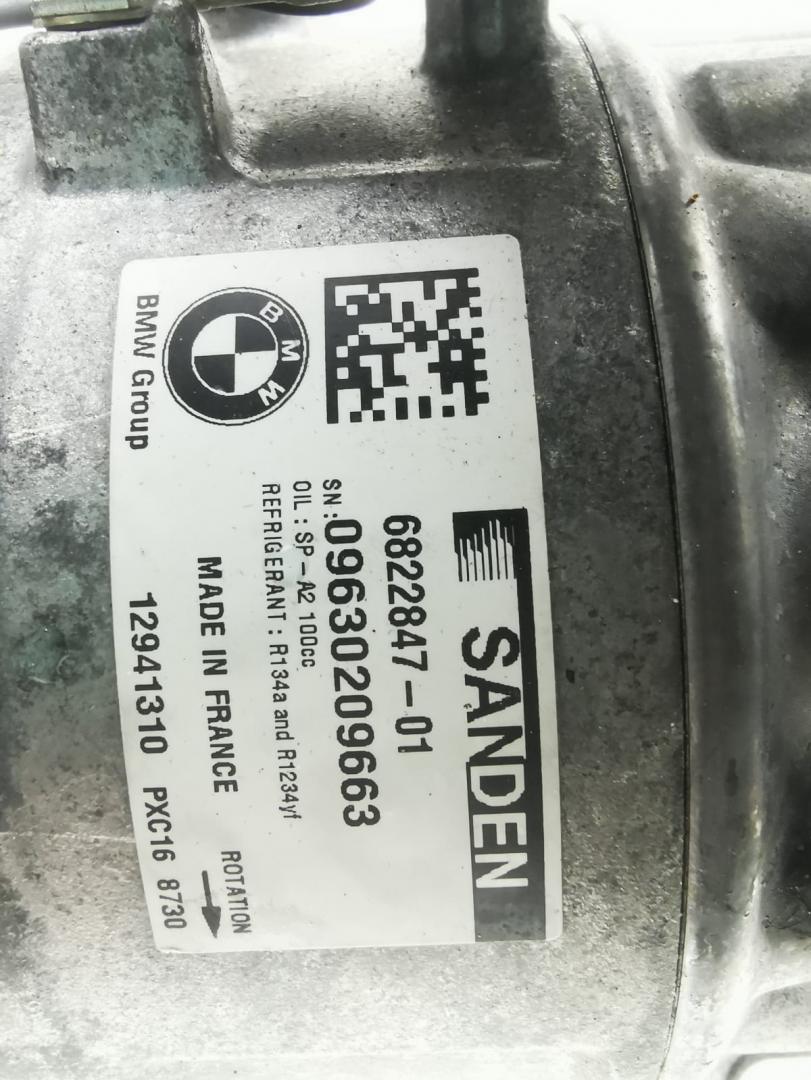 SANDEN
6822847-01
SN:09630209663
OIL : SP-A2 100cc
REFRIGERANT : R134a and R1234yf
BMW
BMW Group
MADE IN FRANCE
ROTATION
12941310 PXC16 8730